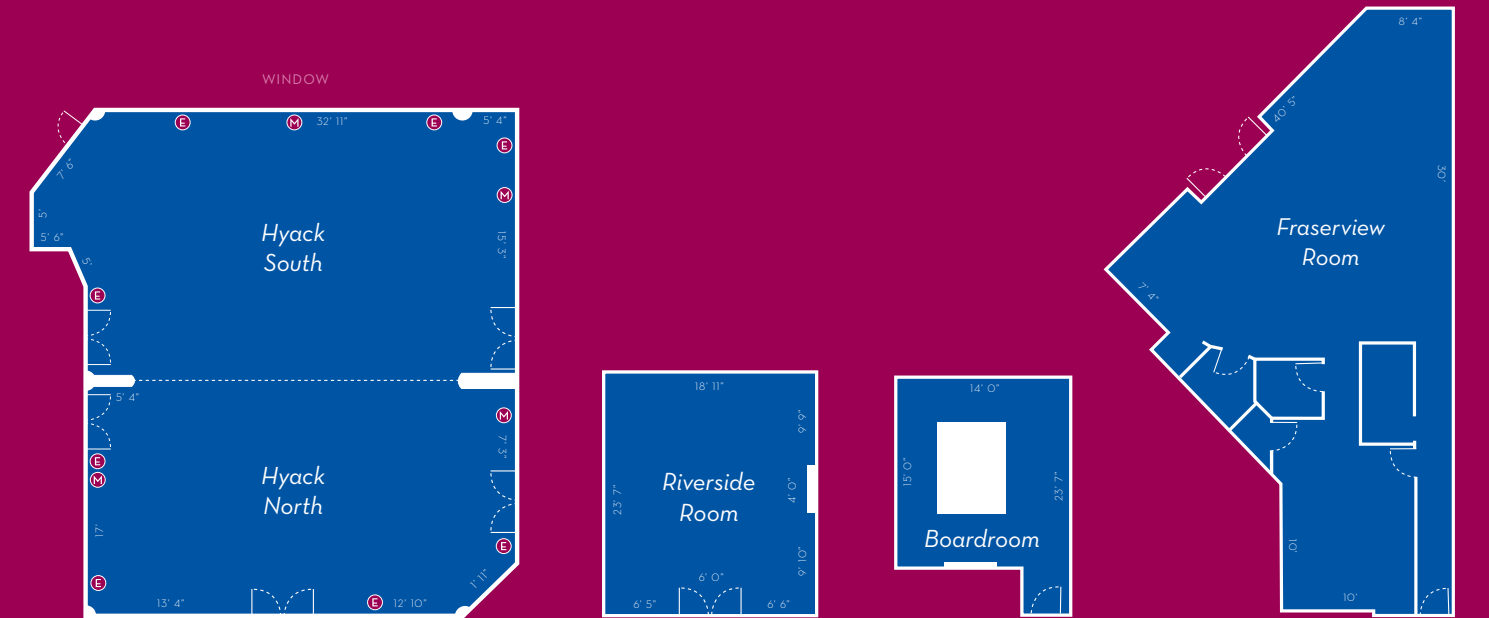 WINDOW
E
M
32' 11"
E
5' 4"
E
7' 6"
M
5'
5' 6"
15' 3"
5'
Hyack
South
E
5' 4"
M
7' 3"
E
M
Hyack
North
17'
E
E
1' 11"
13' 4"
E
12' 10"
18' 11"
9' 9"
23' 7"
Riverside
Room
4' 0"
9' 10"
6' 0"
6' 5"
6' 6"
14' 0"
15' 0"
23' 7"
Boardroom
8' 4"
40' 5"
30'
Fraserview
Room
7' 4"
10'
10'